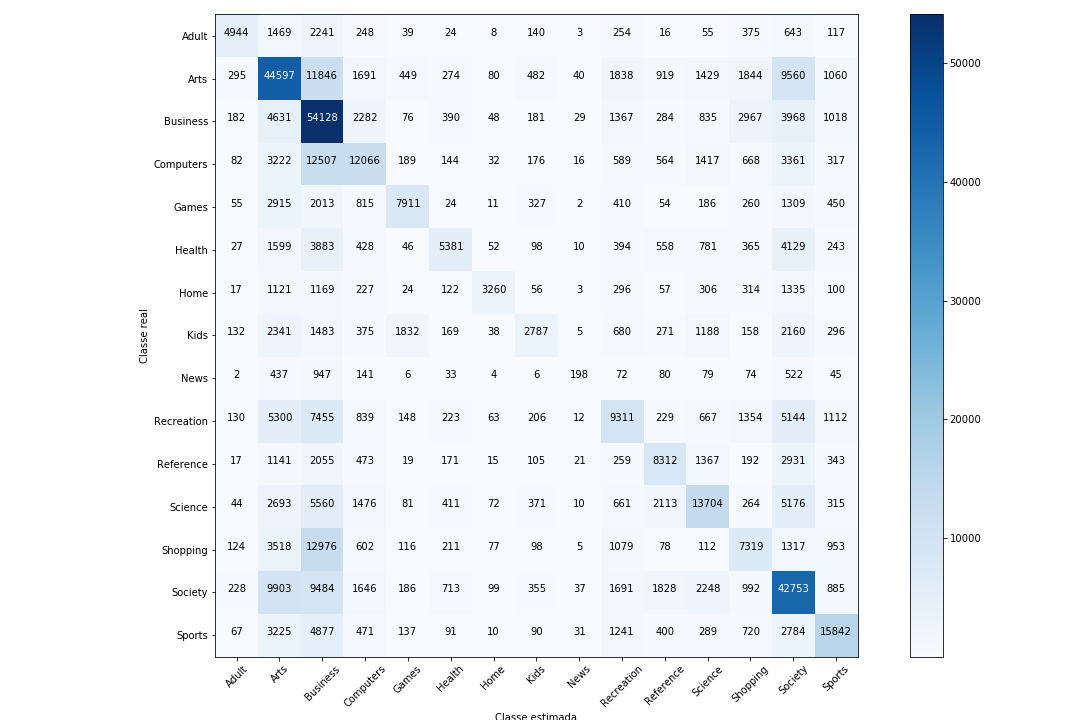 Adult 4944 1469 2241 248 39 24 8 140 3 254 16 55 375 643 117
Arts 295 44597 11846 1691 449 274 80 482 40 1838 919 1429 1844 9560 1060
Business 182 4631 54128 2282 76 390 48 181 29 1367 284 835 2967 3968 1018
Computers 82 3222 12507 12066 189 144 32 176 16 589 564 1417 668 3361 317
Games 55 2915 2013 815 7911 24 11 327 2 410 54 186 260 1309 450
Health 27 1599 3883 428 46 5381 52 98 10 394 558 781 365 4129 243
Home 17 1121 1169 227 24 122 3260 56 3 296 57 306 314 1335 100
Kids 132 2341 1483 375 1832 169 38 2787 5 680 271 1188 158 2160 296
News 2 437 947 141 6 33 4 6 198 72 80 79 74 522 45
Recreation 130 5300 7455 839 148 223 63 206 12 9311 229 667 1354 5144 1112
Reference 17 1141 2055 473 19 171 15 105 21 259 8312 1367 192 2931 343
Science 44 2693 5560 1476 81 411 72 371 10 661 2113 13704 264 5176 315
Shopping 124 3518 12976 602 116 211 77 98 5 1079 78 112 7319 1317 953
Society 228 9903 9484 1646 186 713 99 355 37 1691 1828 2248 992 42753 885
Sports 67 3225 4877 471 137 91 10 90 31 1241 400 289 720 2784 15842
Adult Arts Business Computers Games Health Home Kids News Recreation Reference Science Shopping Society Sports
Classe real
Classe estimada
50000
40000
30000
20000
10000